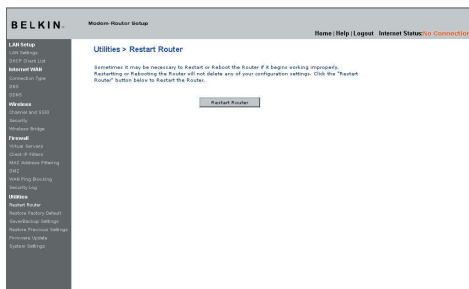 BELKIN
Modem-Router Setup
Home | Help | Logout Internet Status:No Connection
LAN Setup
LAN Settings
DHCP Client List
Internet WAN
Connection Type
DNS
DDNS
Wireless
Channel and SSID
Security
Wireless Bridge
Firewall
Virtual Servers
Client IP Filters
MAC Address Filtering
DMZ
WAN Ping Blocking
Security Log
Utilities
Restart Router
Restore Factory Default
Save/Backup Settings
Restore Previous Settings
Firmware Update
System Settings
Utilities > Restart Router
Sometimes it may be necessary to Restart or Reboot the Router if it begins working improperly.
Restarting or Rebooting the Router will not delete any of your configuration settings. Click the "Restart
Router" button below to Restart the Router.
Restart Router